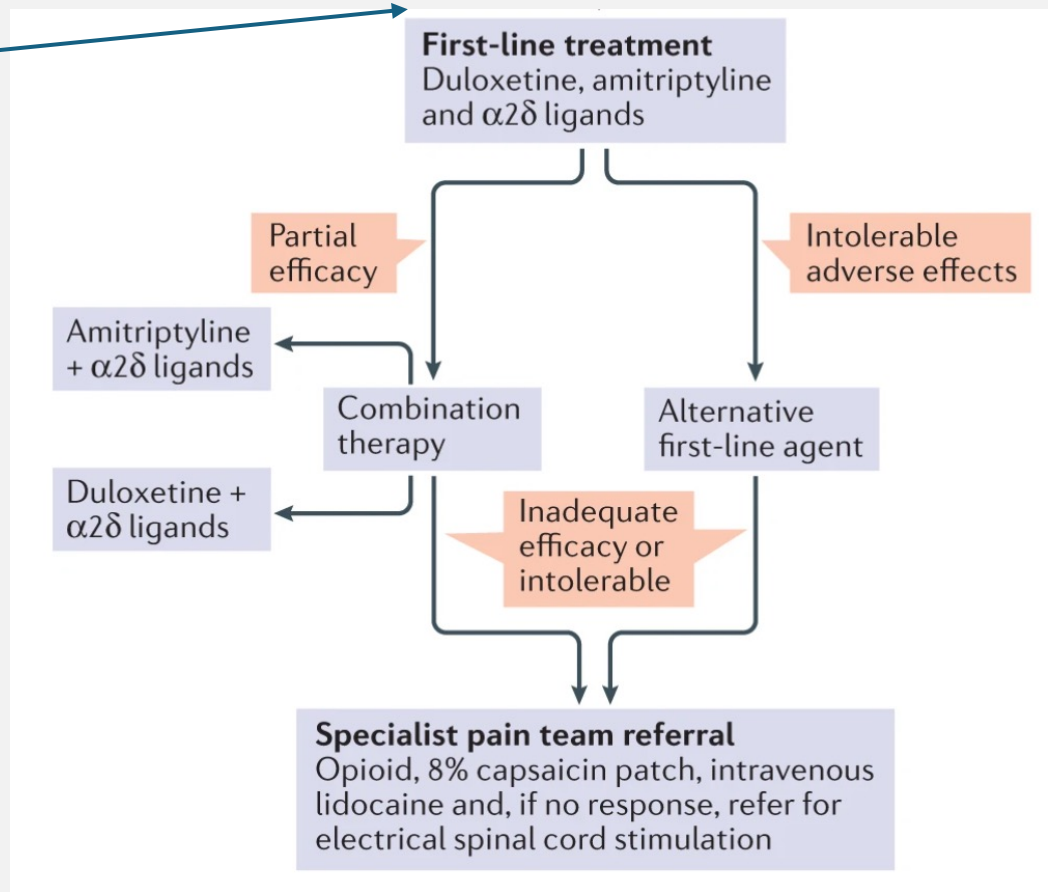 First-line treatment
Duloxetine, amitriptyline
and α2δ ligands
Partial
efficacy
Intolerable
adverse effects
Amitriptyline
+ α2δ ligands
Combination
therapy
Alternative
first-line agent
Duloxetine +
α2δ ligands
Inadequate
efficacy or
intolerable
Specialist pain team referral
Opioid, 8% capsaicin patch, intravenous
lidocaine and, if no response, refer for
electrical spinal cord stimulation